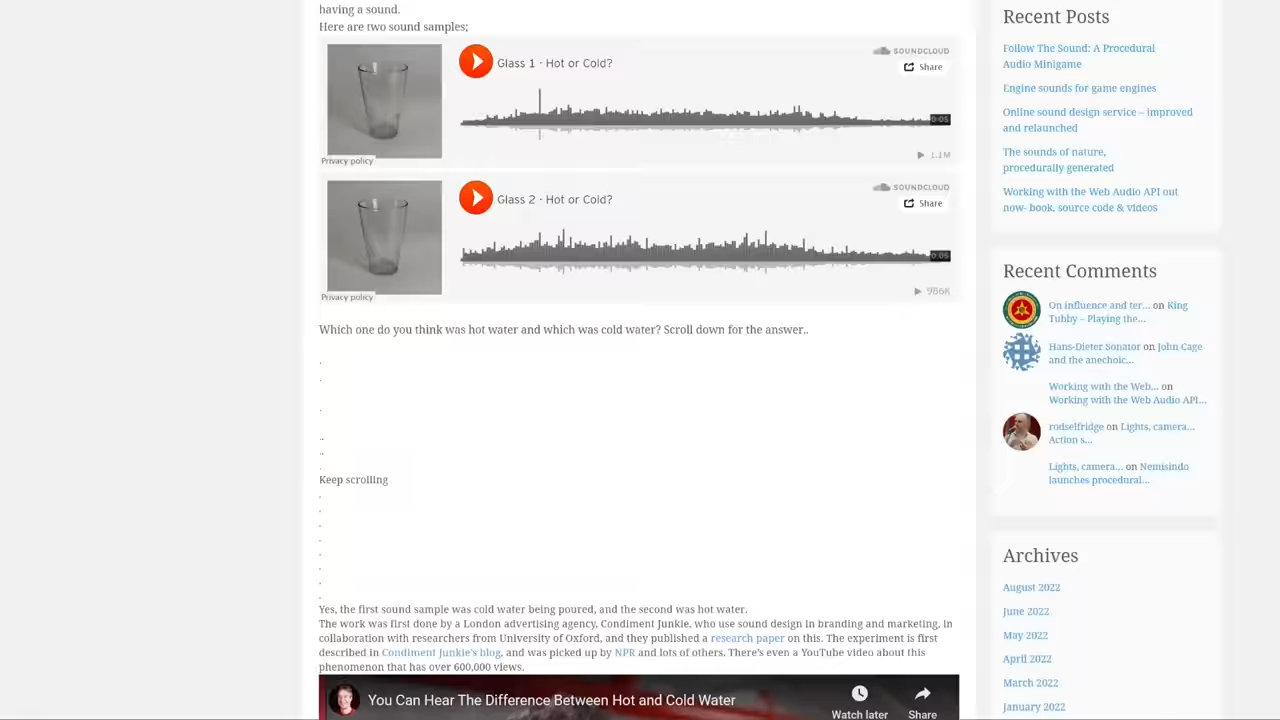 having a sound.
Here are two sound samples;
SOUNDCLOUD
Glass 1 · Hot or Cold?
Share
0:05
Privacy policy
1.1M
SOUNDCLOUD
Glass 2 · Hot or Cold?
Share
0:05
Privacy policy
986K
Which one do you think was hot water and which was cold water? Scroll down for the answer..
.
.
.
..
..
.
Keep scrolling
.
.
.
.
.
.
.
.
Yes, the first sound sample was cold water being poured, and the second was hot water.
The work was first done by a London advertising agency, Condiment Junkie, who use sound design in branding and marketing, in
collaboration with researchers from University of Oxford, and they published a research paper on this. The experiment is first
described in Condiment Junkie's blog, and was picked up by NPR and lots of others. There's even a YouTube video about this
phenomenon that has over 600,000 views.
You Can Hear The Difference Between Hot and Cold Water
Watch later
Share
Recent Posts
Follow The Sound: A Procedural
Audio Minigame
Engine sounds for game engines
Online sound design service – improved
and relaunched
The sounds of nature,
procedurally generated
Working with the Web Audio API out
now- book, source code & videos
Recent Comments
On influence and ter... on King
Tubby – Playing the...
Hans-Dieter Sonator on John Cage
and the anechoic...
Working with the Web... on
Working with the Web Audio API...
rodselfridge on Lights, camera...
Action s...
Lights, camera... on Nemisindo
launches procedural...
Archives
August 2022
June 2022
May 2022
April 2022
March 2022
January 2022